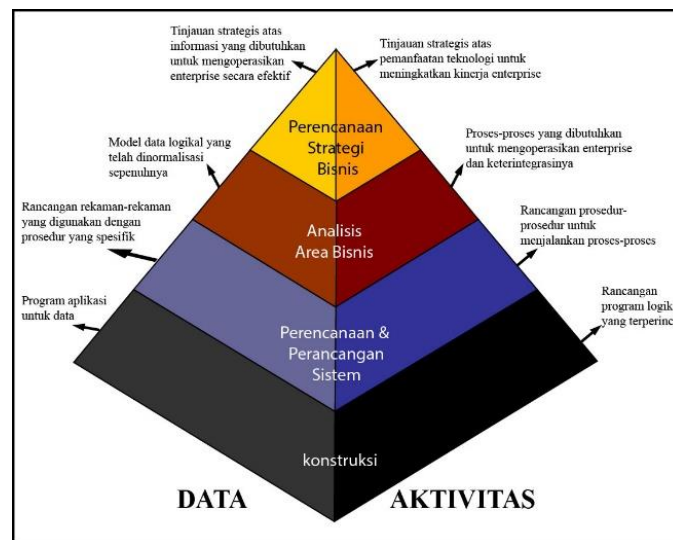 Tinjauan strategis atas
informasi yang dibutuhkan
untuk mengoperasikan
enterprise secara efektif
Tinjauan strategis atas
pemanfaatan teknologi untuk
meningkatkan kinerja enterprise
Perencanaan
Strategi
Bisnis
Model data logikal yang
telah dinormalisasi
sepenuhnya
Proses-proses yang dibutuhkan
untuk mengoperasikan enterprise
dan keterintegrasinya
Analisis
Area Bisnis
Rancangan rekaman-rekaman
yang digunakan dengan
prosedur yang spesifik
Rancangan prosedur-
prosedur untuk
menjalankan proses-proses
Perencanaan &
Perancangan
Sistem
Program aplikasi
untuk data
Rancangan
program logik
yang terperinc
konstruksi
DATA
AKTIVITAS